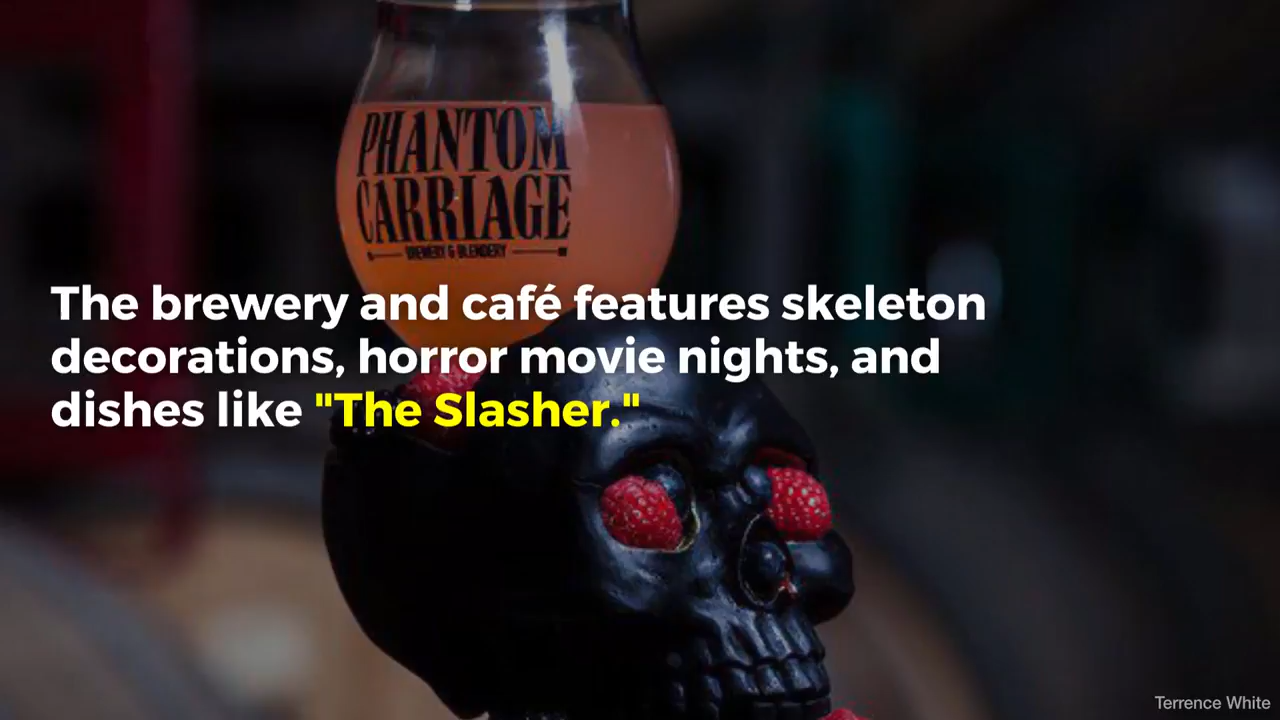 PHANTOM
CARRIAGE
BREWERY & BLENDERY
The brewery and café features skeleton
decorations, horror movie nights, and
dishes like "The Slasher."
Terrence White